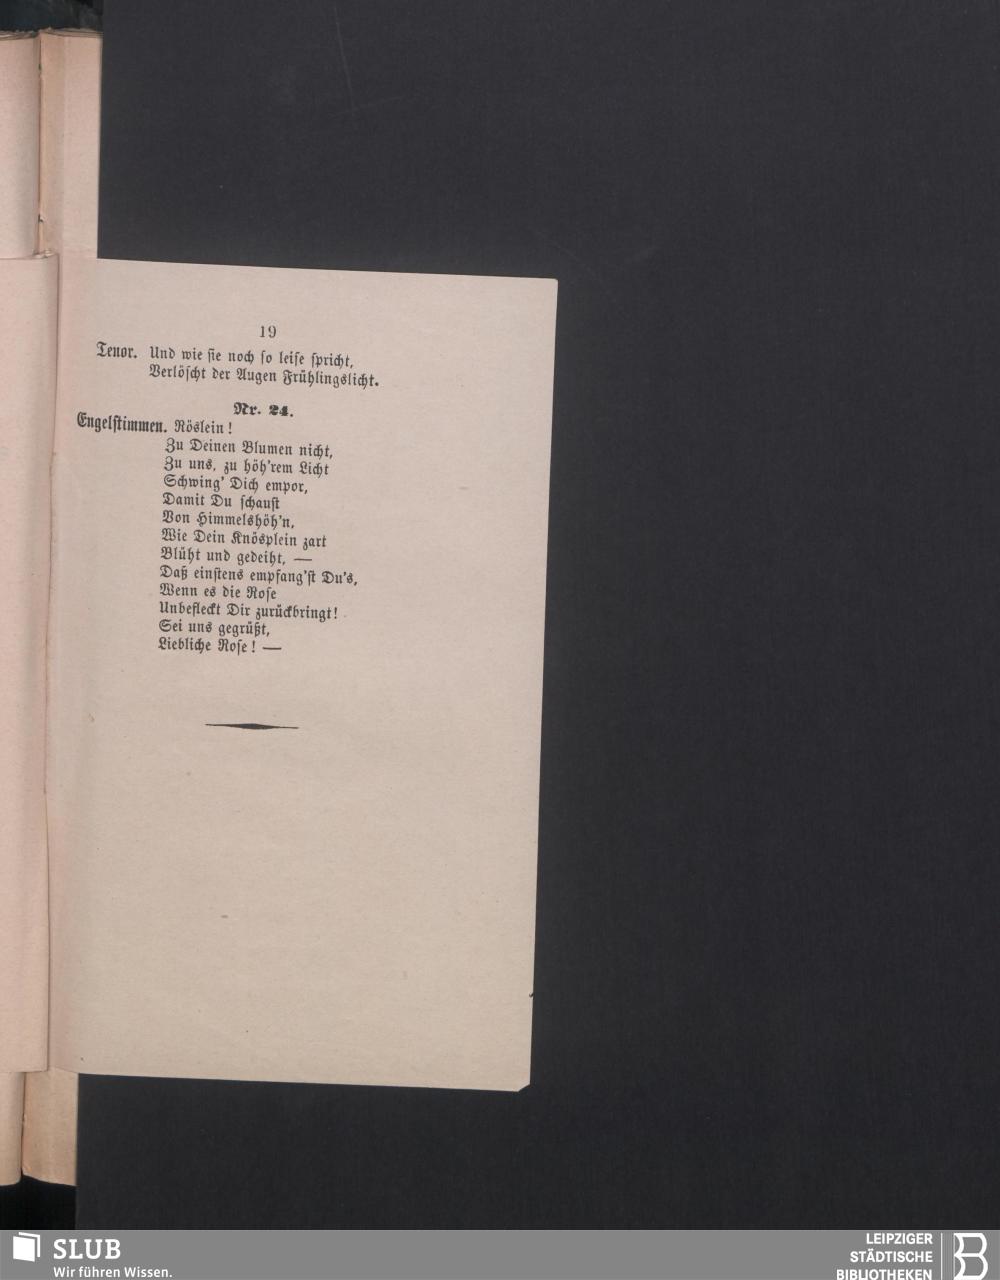 19
Tenor. Und wie sie noch so leise spricht,
Verlöscht der Augen Frühlingslicht.
Nr. 24.
Engelstimmen. Röslein!
Zu Deinen Blumen nicht,
Zu uns, zu höh'rem Licht
Schwing' Dich empor,
Damit Du schaust
Von Himmelshöh'n,
Wie Dein Knösplein zart
Blüht und gedeiht, —
Daß einstens empfang'st Du's,
Wenn es die Rose
Unbefleckt Dir zurückbringt!
Sei uns gegrüßt,
Liebliche Rose! —
SLUB
Wir führen Wissen.
LEIPZIGER
STÄDTISCHE
BIBLIOTHEKEN